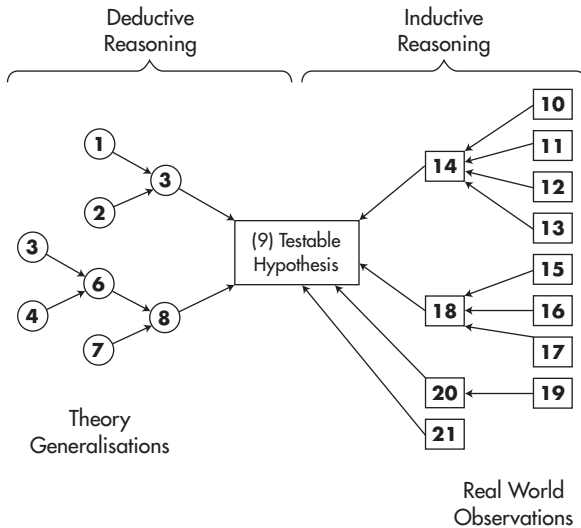 Deductive
Reasoning
Inductive
Reasoning
1
2
3
3
4
6
7
8
(9) Testable
Hypothesis
14
18
20
21
10
11
12
13
15
16
17
19
Theory
Generalisations
Real World
Observations